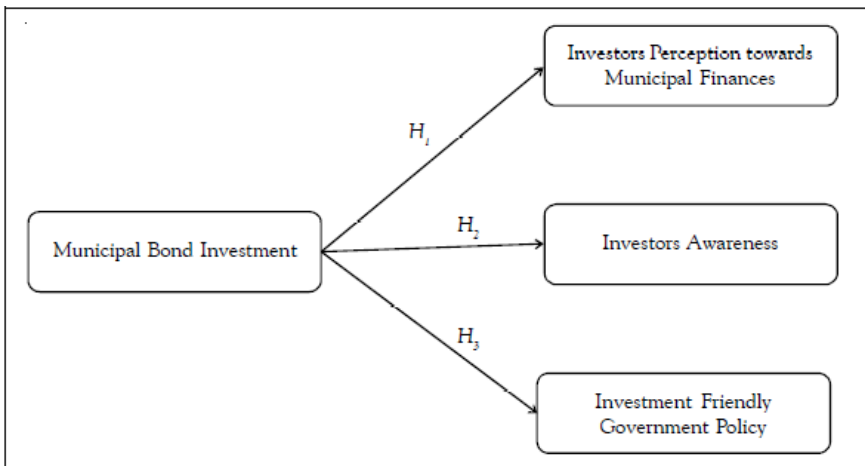 Investors Perception towards
Municipal Finances
H₁
Municipal Bond Investment
H₂
Investors Awareness
H₃
Investment Friendly
Government Policy